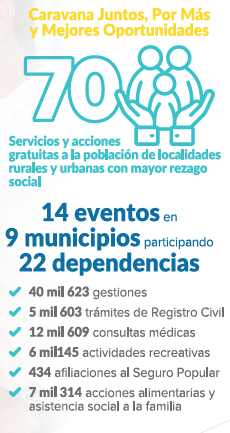 Caravana Juntos, Por Más
y Mejores Oportunidades
70
Servicios y acciones
gratuitas a la población de localidades
rurales y urbanas con mayor rezago
social
14 eventos en
9 municipios participando
22 dependencias
40 mil 623 gestiones
5 mil 603 trámites de Registro Civil
12 mil 609 consultas médicas
6 mil145 actividades recreativas
434 afiliaciones al Seguro Popular
7 mil 314 acciones alimentarias y
asistencia social a la familia